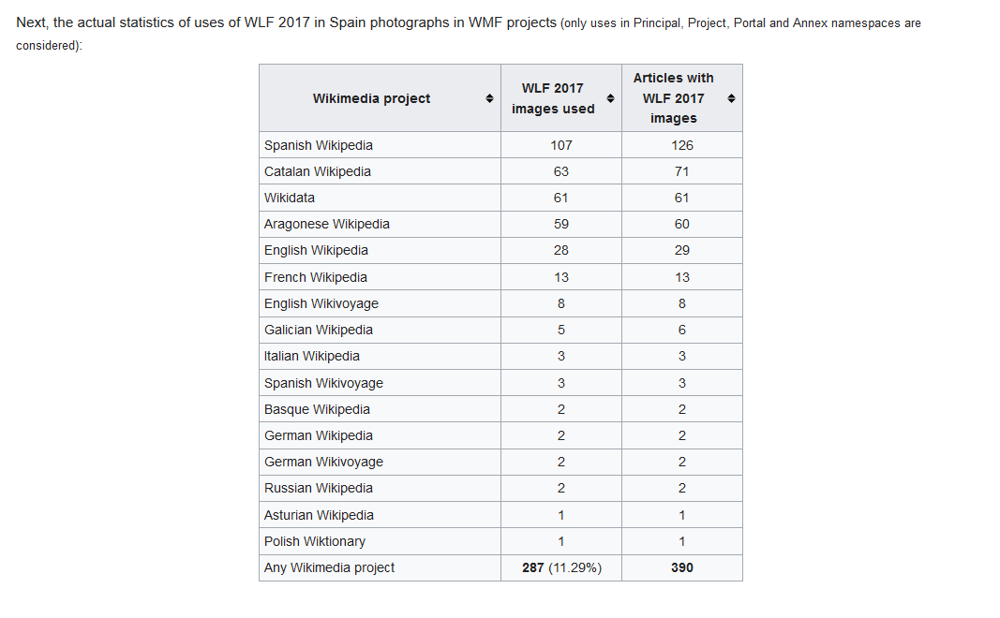 Next, the actual statistics of uses of WLF 2017 in Spain photographs in WMF projects (only uses in Principal, Project, Portal and Annex namespaces are
considered):
Wikimedia project WLF 2017 images used Articles with WLF 2017 images
Spanish Wikipedia 107 126
Catalan Wikipedia 63 71
Wikidata 61 61
Aragonese Wikipedia 59 60
English Wikipedia 28 29
French Wikipedia 13 13
English Wikivoyage 8 8
Galician Wikipedia 5 6
Italian Wikipedia 3 3
Spanish Wikivoyage 3 3
Basque Wikipedia 2 2
German Wikipedia 2 2
German Wikivoyage 2 2
Russian Wikipedia 2 2
Asturian Wikipedia 1 1
Polish Wiktionary 1 1
Any Wikimedia project 287 (11.29%) 390